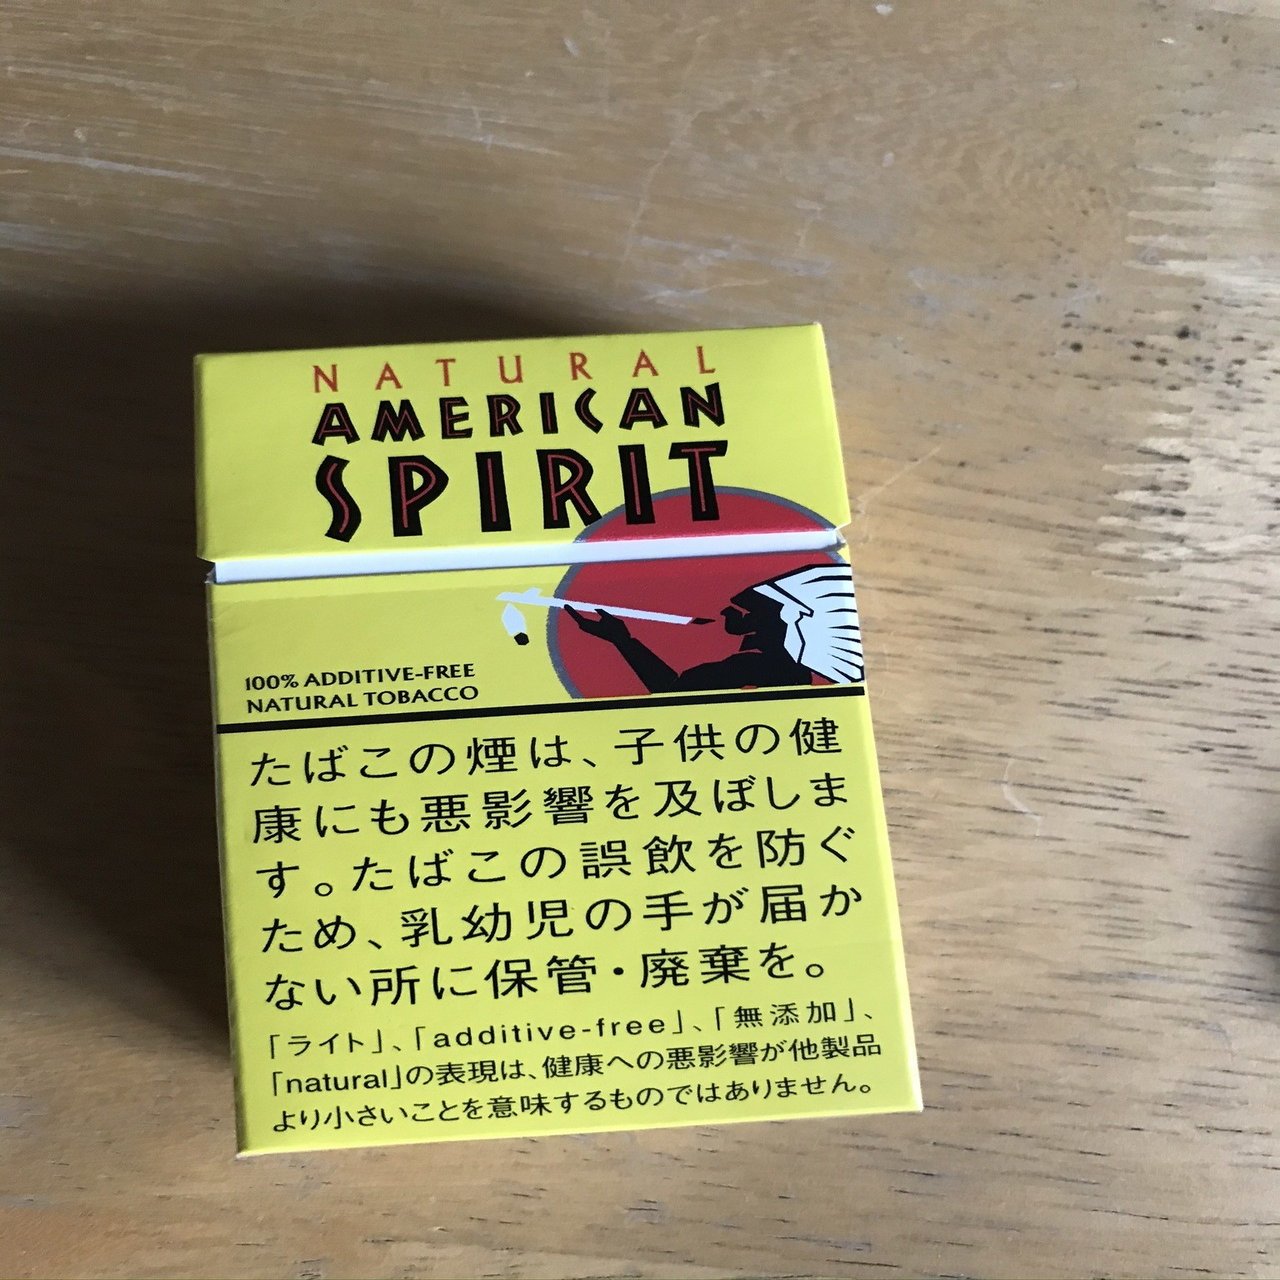 NATURAL
AMERICAN
SPIRIT
100% ADDITIVE-FREE
NATURAL TOBACCO
たばこの煙は、子供の健
康にも悪影響を及ぼしま
す。たばこの誤飲を防ぐ
ため、乳幼児の手が届か
ない所に保管・廃棄を。
「ライト」、「additive-free」、「無添加」、
「natural」の表現は、健康への悪影響が他製品
より小さいことを意味するものではありません。